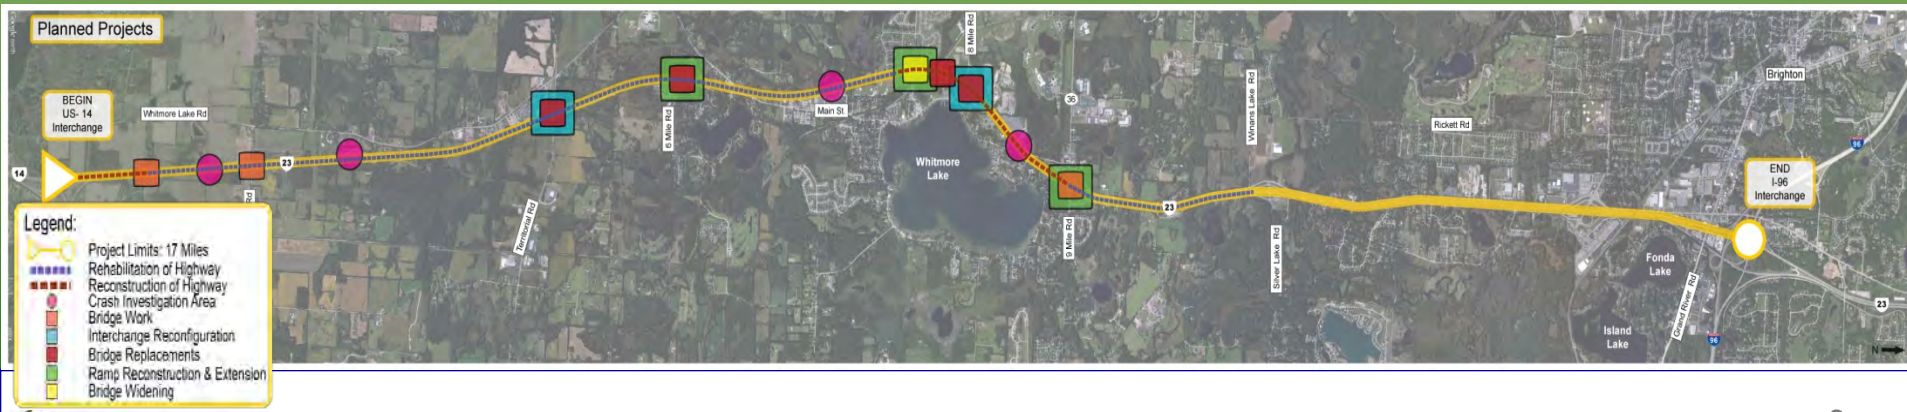 Planned Projects
BEGIN
US- 14
Interchange
Whitmore Lake Rd
14
23
Rd
Territorial Rd
6 Mile Rd
Main St
8 Mile Rd
36
Whitmore
Lake
9 Mile Rd
23
Winans Lake Rd
Silver Lake Rd
Rickett Rd
Brighton
96
END
I-96
Interchange
Fonda
Lake
Grand River Rd
Island
Lake
96
23
N
Legend:
Project Limits: 17 Miles
Rehabilitation of Highway
Reconstruction of Highway
Crash Investigation Area
Bridge Work
Interchange Reconfiguration
Bridge Replacements
Ramp Reconstruction & Extension
Bridge Widening